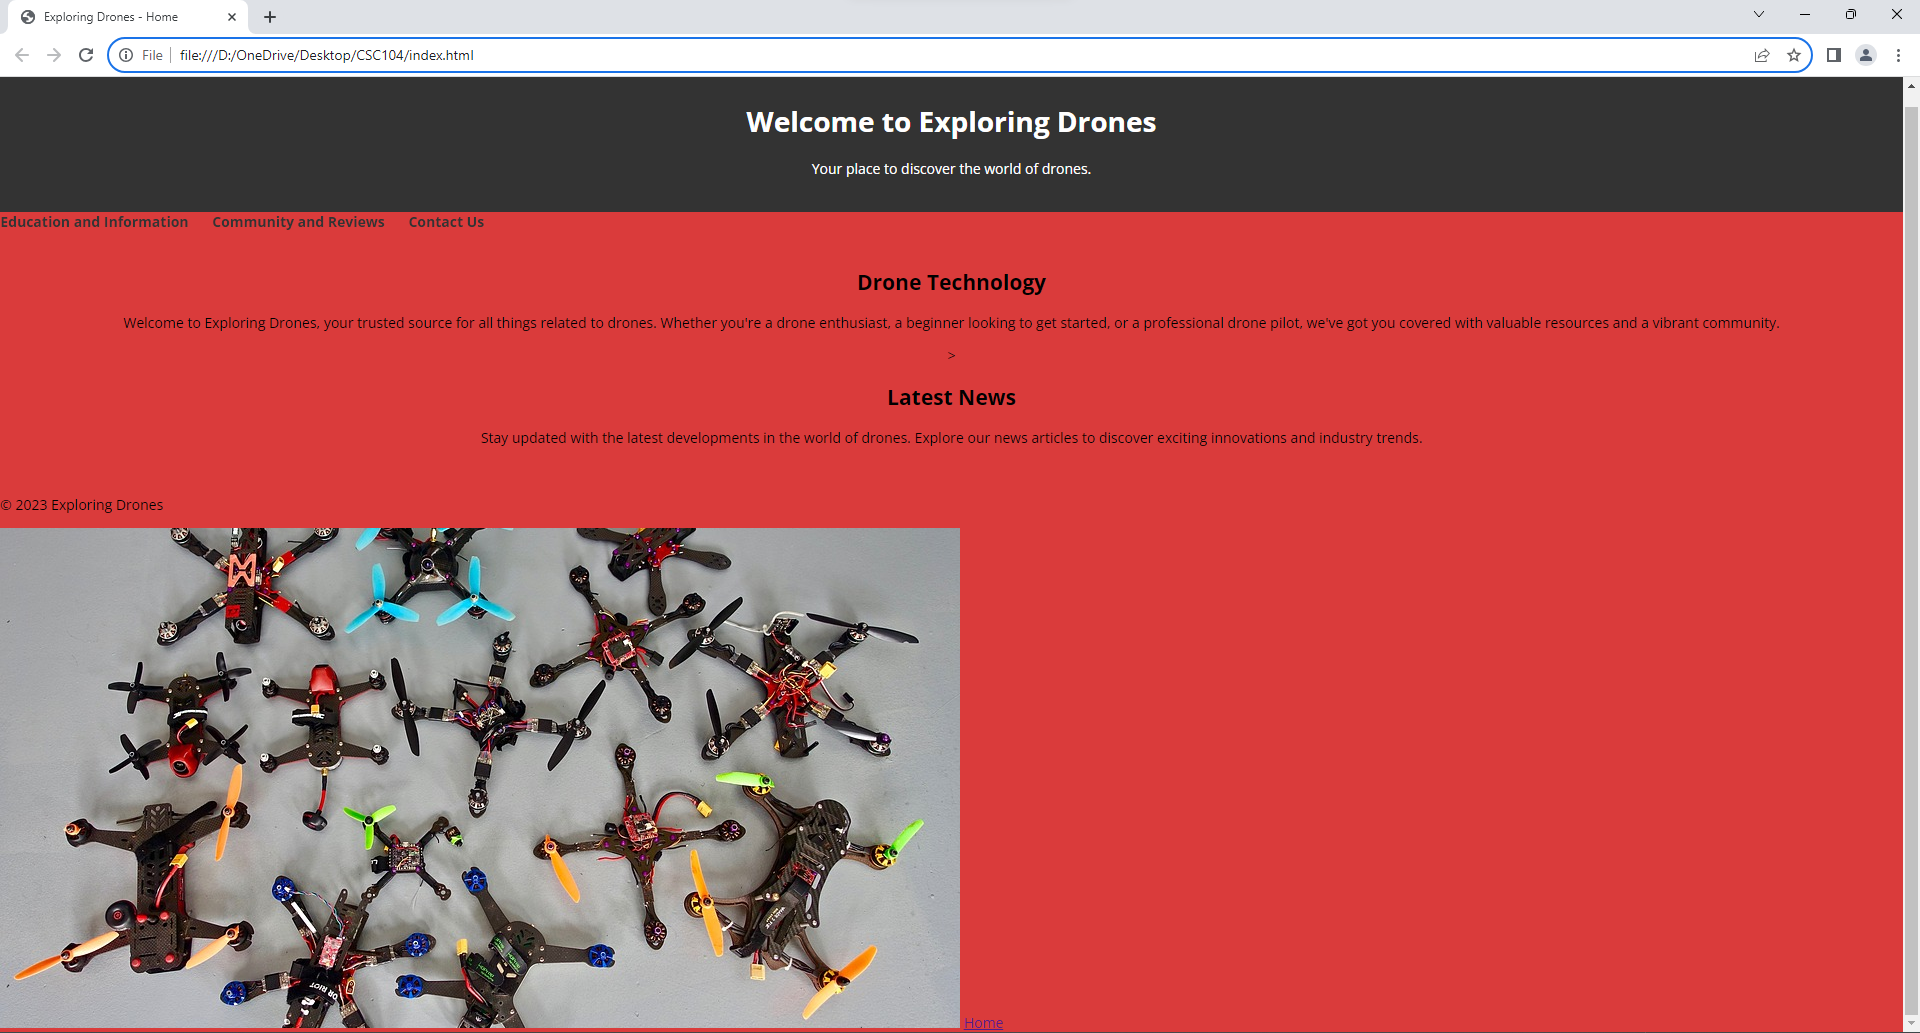 Exploring Drones - Home
File file:///D:/OneDrive/Desktop/CSC104/index.html
Welcome to Exploring Drones
Your place to discover the world of drones.
Education and Information Community and Reviews Contact Us
Drone Technology
Welcome to Exploring Drones, your trusted source for all things related to drones. Whether you're a drone enthusiast, a beginner looking to get started, or a professional drone pilot, we've got you covered with valuable resources and a vibrant community.
>
Latest News
Stay updated with the latest developments in the world of drones. Explore our news articles to discover exciting innovations and industry trends.
© 2023 Exploring Drones
Home